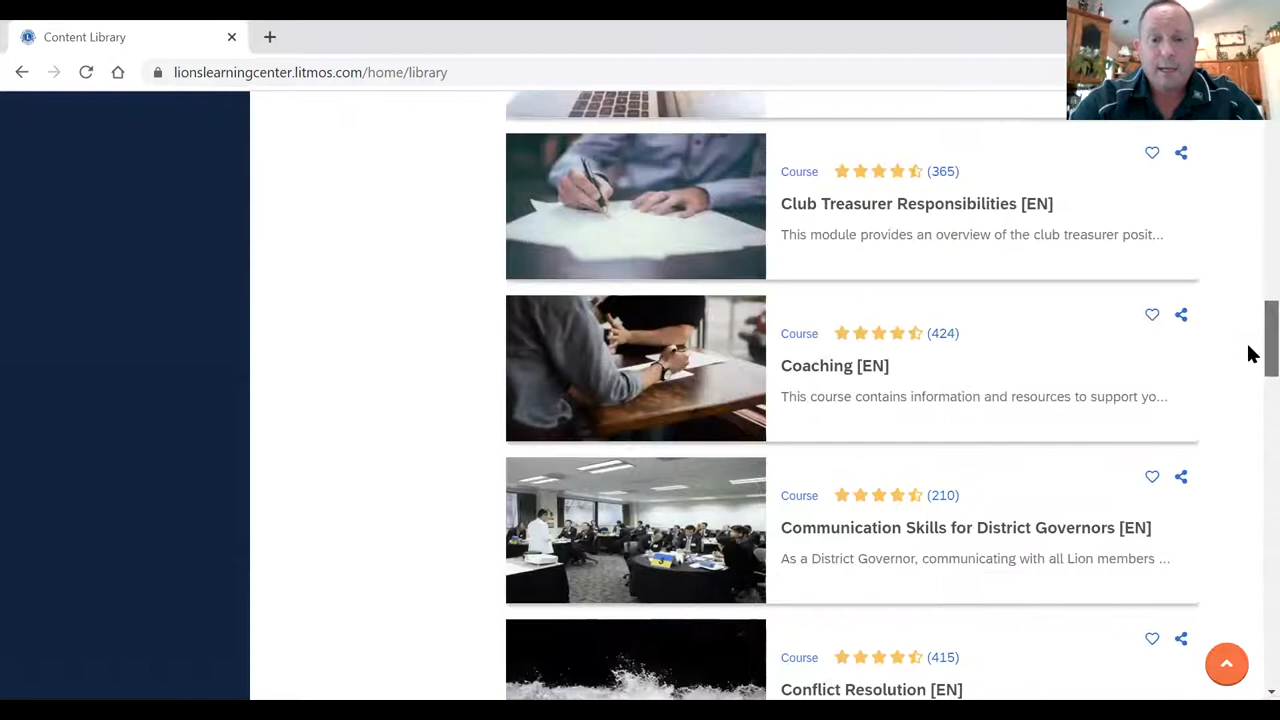 Content Library
lionslearningcenter.litmos.com/home/library
Course (365)
Club Treasurer Responsibilities [EN]
This module provides an overview of the club treasurer posit...
Course (424)
Coaching [EN]
This course contains information and resources to support yo...
Course (210)
Communication Skills for District Governors [EN]
As a District Governor, communicating with all Lion members ...
Course (415)
Conflict Resolution [EN]